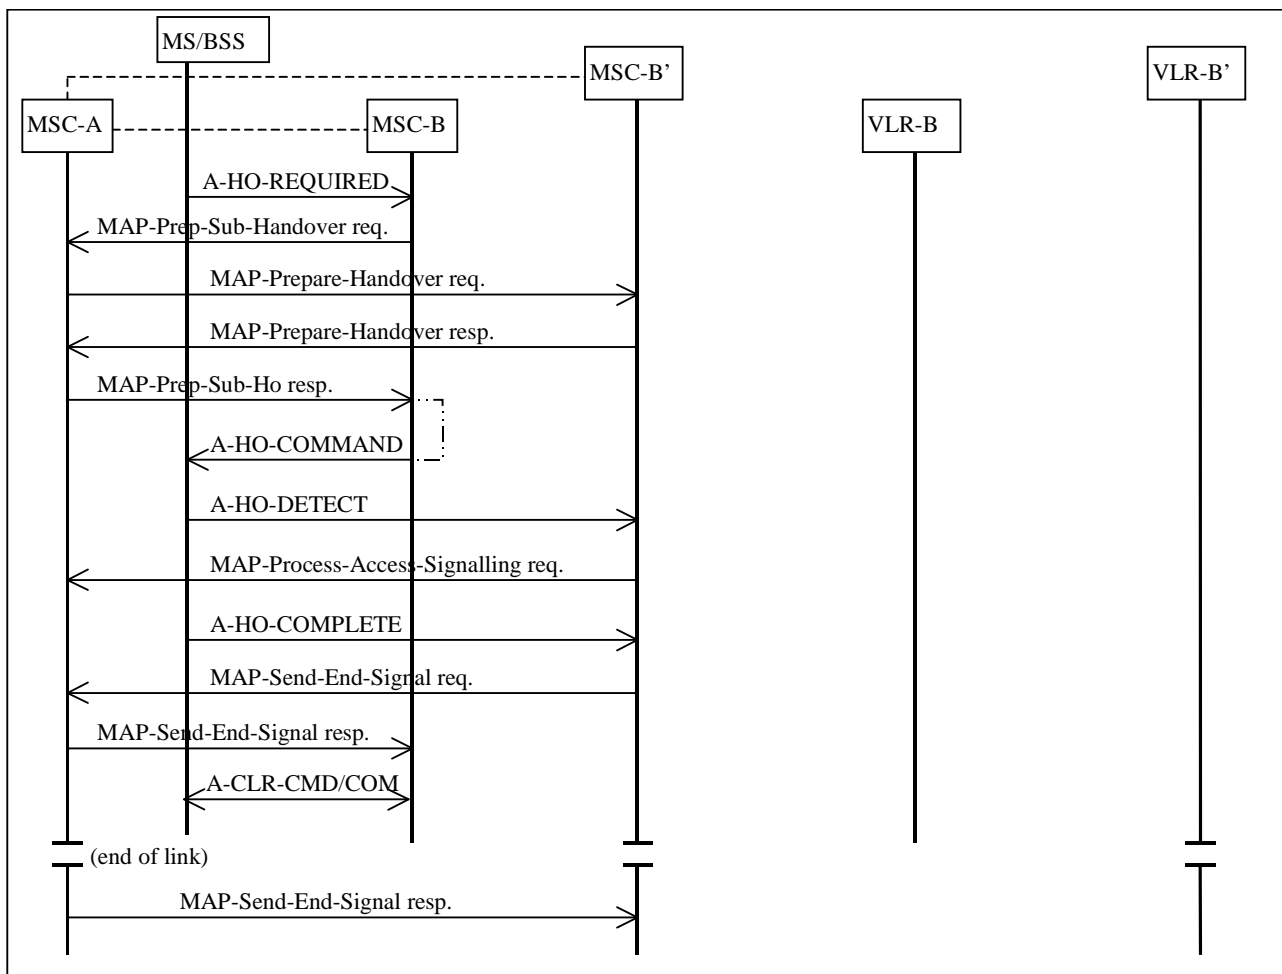 MS/BSS
MSC-B’
VLR-B’
MSC-A
MSC-B
VLR-B
A-HO-REQUIRED
MAP-Prep-Sub-Handover req.
MAP-Prepare-Handover req.
MAP-Prepare-Handover resp.
MAP-Prep-Sub-Ho resp.
A-HO-COMMAND
A-HO-DETECT
MAP-Process-Access-Signalling req.
A-HO-COMPLETE
MAP-Send-End-Signal req.
MAP-Send-End-Signal resp.
A-CLR-CMD/COM
(end of link)
MAP-Send-End-Signal resp.